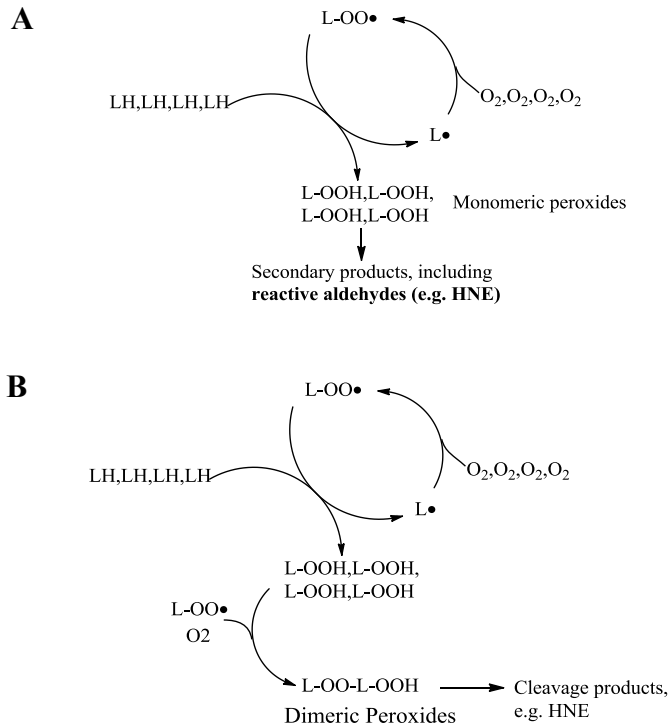 A
L-OO●
LH,LH,LH,LH
O₂,O₂,O₂,O₂
L●
L-OOH,L-OOH,
L-OOH,L-OOH
Monomeric peroxides
Secondary products, including
reactive aldehydes (e.g. HNE)
B
L-OO●
LH,LH,LH,LH
O₂,O₂,O₂,O₂
L●
L-OOH,L-OOH,
L-OOH,L-OOH
L-OO●
O2
L-OO-L-OOH
Dimeric Peroxides
Cleavage products,
e.g. HNE